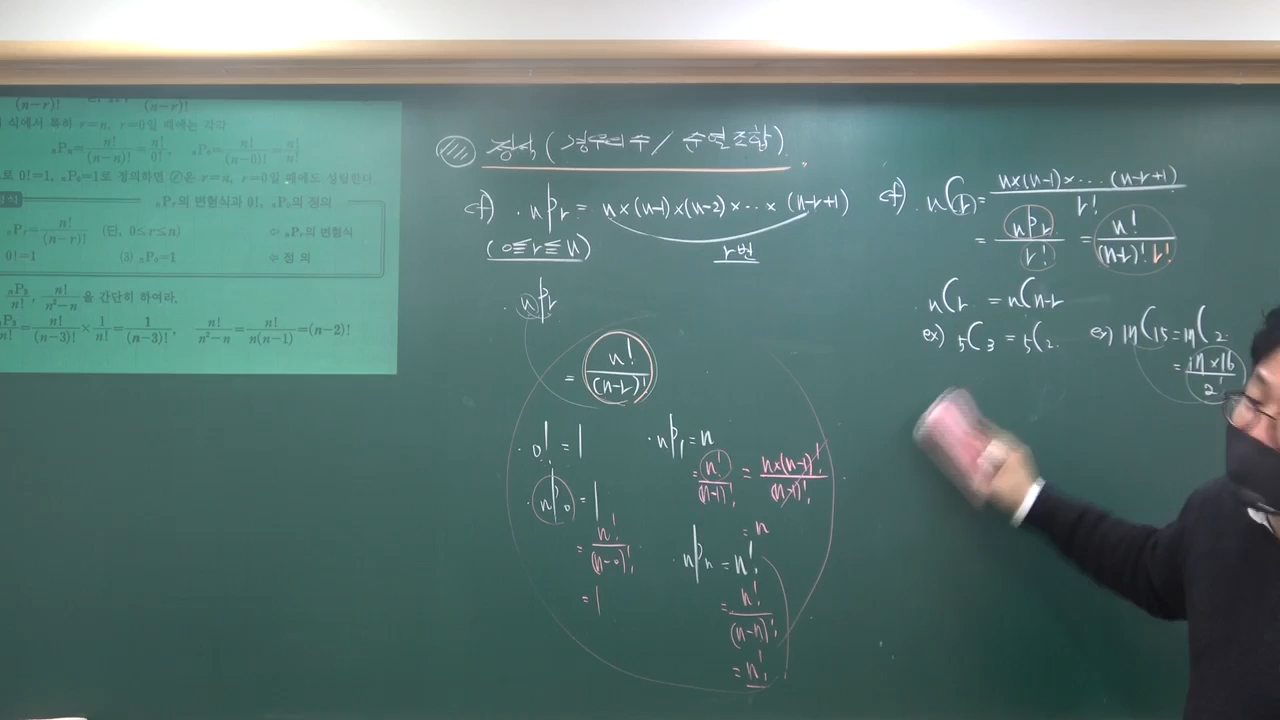 (n-r)! (n-r)!
식에서 특히 r=n, r=0일 때에는 각각
nPn=n!/(n-n)!=n!/0!, nP0=n!/(n-0)!=n!/n!
로 0!=1, nP0=1로 정의하면 ②은 r=n, r=0일 때도 성립한다.
nPr의 변형식과 0!, nP0의 정의
Pr=n!/(n-r)! (단, 0≤r≤n) ⇦ nPr의 변형식
0!=1 (3) nP0=1 ⇦ 정의
nP3/n!, n!/(n²-n) 을 간단히 하여라.
P3/n!=n!/(n-3)!×1/n!=1/(n-3)!, n!/(n²-n)=n!/n(n-1)=(n-2)!
공식 (경우의 수 / 순열조합)
cf). nPr = n×(n-1)×(n-2)×…×(n-r+1)
(0≤r≤n) r번
·nPr
= n!/(n-r)!
·0! = 1
·nP0 = 1
= n!/(n-0)!
= 1
·nP1 = n
= n!/(n-1)! = n×(n-1)!/(n-1)!
= n
·nPn = n!
= n!/(n-n)!
= n!
cf). nCr = n×(n-1)×…(n-r+1)/r!
= nPr/r! = n!/(n-r)!r!
·nCr = nCn-r
ex) 5C3 = 5C2.
ex) 17C15 = 17C2.
= 17×16/2!